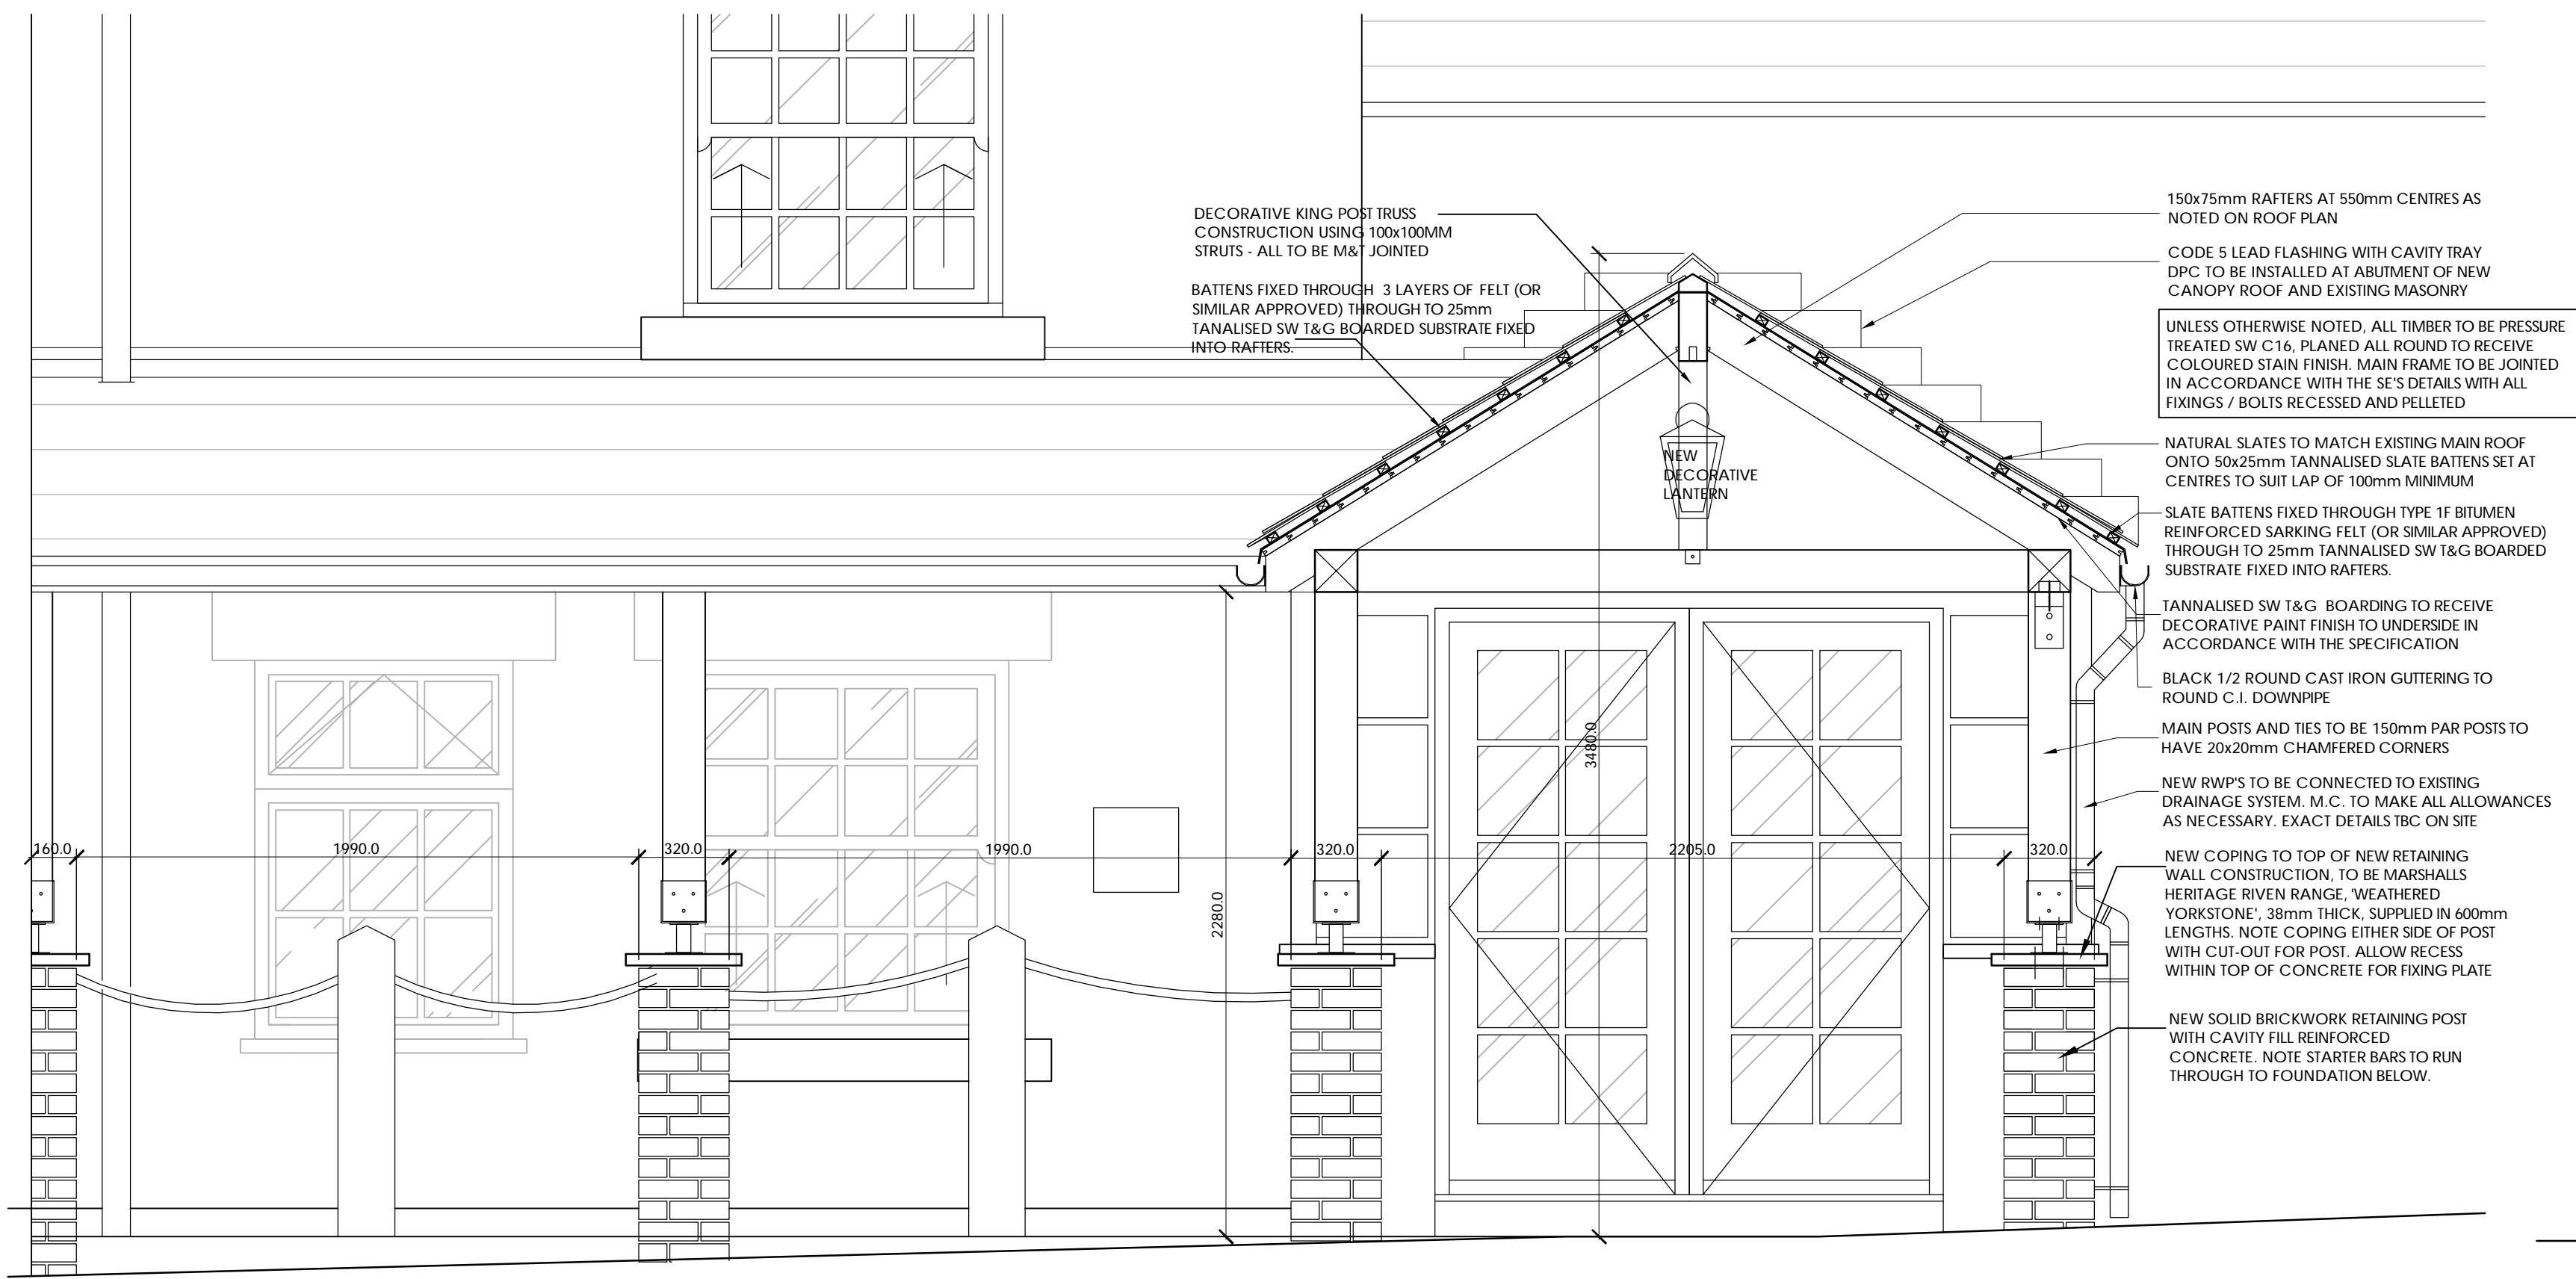 DECORATIVE KING POST TRUSS
CONSTRUCTION USING 100x100MM
STRUTS - ALL TO BE M&T JOINTED
BATTENS FIXED THROUGH 3 LAYERS OF FELT (OR
SIMILAR APPROVED) THROUGH TO 25mm
TANALISED SW T&G BOARDED SUBSTRATE FIXED
INTO RAFTERS.
150x75mm RAFTERS AT 550mm CENTRES AS
NOTED ON ROOF PLAN
CODE 5 LEAD FLASHING WITH CAVITY TRAY
DPC TO BE INSTALLED AT ABUTMENT OF NEW
CANOPY ROOF AND EXISTING MASONRY
UNLESS OTHERWISE NOTED, ALL TIMBER TO BE PRESSURE
TREATED SW C16, PLANED ALL ROUND TO RECEIVE
COLOURED STAIN FINISH. MAIN FRAME TO BE JOINTED
IN ACCORDANCE WITH THE SE'S DETAILS WITH ALL
FIXINGS / BOLTS RECESSED AND PELLETED
NATURAL SLATES TO MATCH EXISTING MAIN ROOF
ONTO 50x25mm TANNALISED SLATE BATTENS SET AT
CENTRES TO SUIT LAP OF 100mm MINIMUM
SLATE BATTENS FIXED THROUGH TYPE 1F BITUMEN
REINFORCED SARKING FELT (OR SIMILAR APPROVED)
THROUGH TO 25mm TANNALISED SW T&G BOARDED
SUBSTRATE FIXED INTO RAFTERS.
TANNALISED SW T&G BOARDING TO RECEIVE
DECORATIVE PAINT FINISH TO UNDERSIDE IN
ACCORDANCE WITH THE SPECIFICATION
BLACK 1/2 ROUND CAST IRON GUTTERING TO
ROUND C.I. DOWNPIPE
MAIN POSTS AND TIES TO BE 150mm PAR POSTS TO
HAVE 20x20mm CHAMFERED CORNERS
NEW RWP'S TO BE CONNECTED TO EXISTING
DRAINAGE SYSTEM. M.C. TO MAKE ALL ALLOWANCES
AS NECESSARY. EXACT DETAILS TBC ON SITE
NEW COPING TO TOP OF NEW RETAINING
WALL CONSTRUCTION, TO BE MARSHALLS
HERITAGE RIVEN RANGE, 'WEATHERED
YORKSTONE', 38mm THICK, SUPPLIED IN 600mm
LENGTHS. NOTE COPING EITHER SIDE OF POST
WITH CUT-OUT FOR POST. ALLOW RECESS
WITHIN TOP OF CONCRETE FOR FIXING PLATE
NEW SOLID BRICKWORK RETAINING POST
WITH CAVITY FILL REINFORCED
CONCRETE. NOTE STARTER BARS TO RUN
THROUGH TO FOUNDATION BELOW.
NEW
DECORATIVE
LANTERN
3480.0
160.0
1990.0
320.0
1990.0
320.0
2205.0
320.0
2280.0